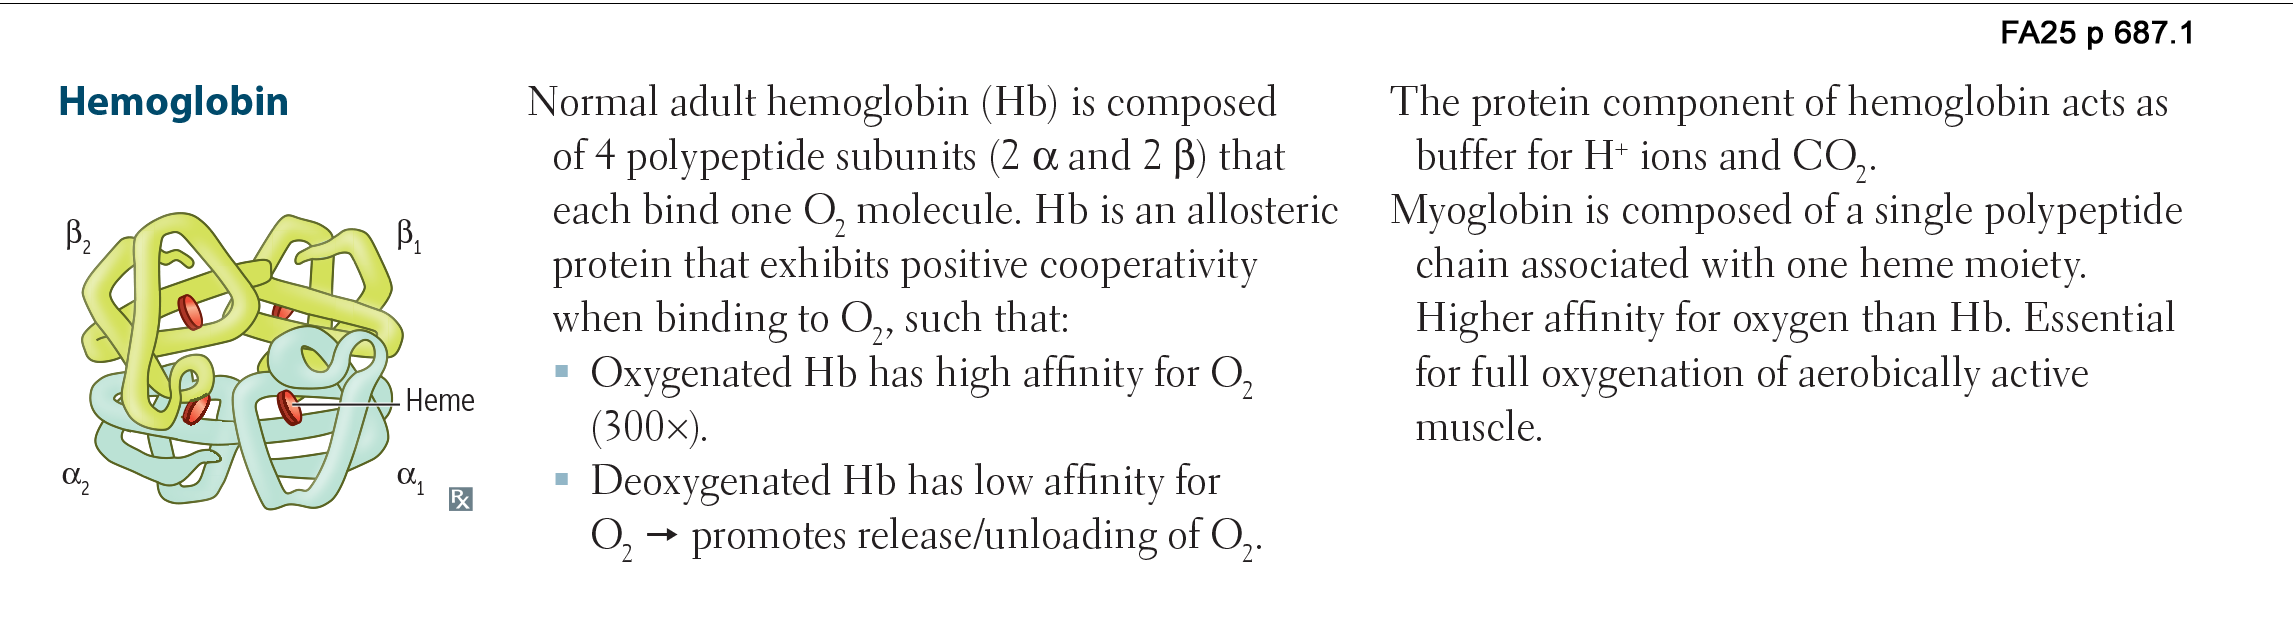 FA25 p 687.1
Hemoglobin
β2
β1
Heme
α2
α1
Rx
Normal adult hemoglobin (Hb) is composed
of 4 polypeptide subunits (2 α and 2 β) that
each bind one O2 molecule. Hb is an allosteric
protein that exhibits positive cooperativity
when binding to O2, such that:
▪ Oxygenated Hb has high affinity for O2
(300×).
▪ Deoxygenated Hb has low affinity for
O2 → promotes release/unloading of O2.
The protein component of hemoglobin acts as
buffer for H+ ions and CO2.
Myoglobin is composed of a single polypeptide
chain associated with one heme moiety.
Higher affinity for oxygen than Hb. Essential
for full oxygenation of aerobically active
muscle.